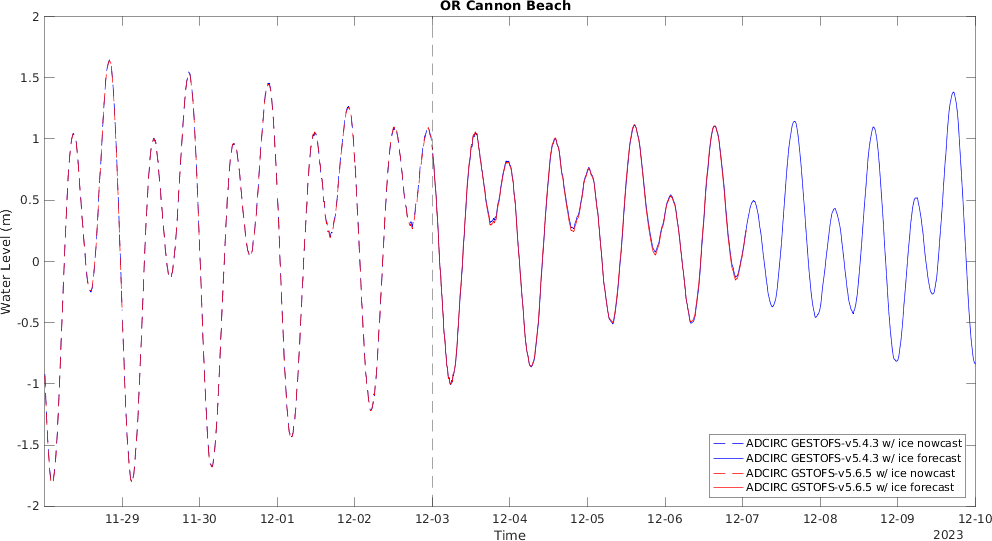 OR Cannon Beach
2
1.5
1
0.5
0
-0.5
-1
-1.5
-2
Water Level (m)
11-29 11-30 12-01 12-02 12-03 12-04 12-05 12-06 12-07 12-08 12-09 12-10
Time
2023
ADCIRC GESTOFS-v5.4.3 w/ ice nowcast
ADCIRC GESTOFS-v5.4.3 w/ ice forecast
ADCIRC GSTOFS-v5.6.5 w/ ice nowcast
ADCIRC GSTOFS-v5.6.5 w/ ice forecast